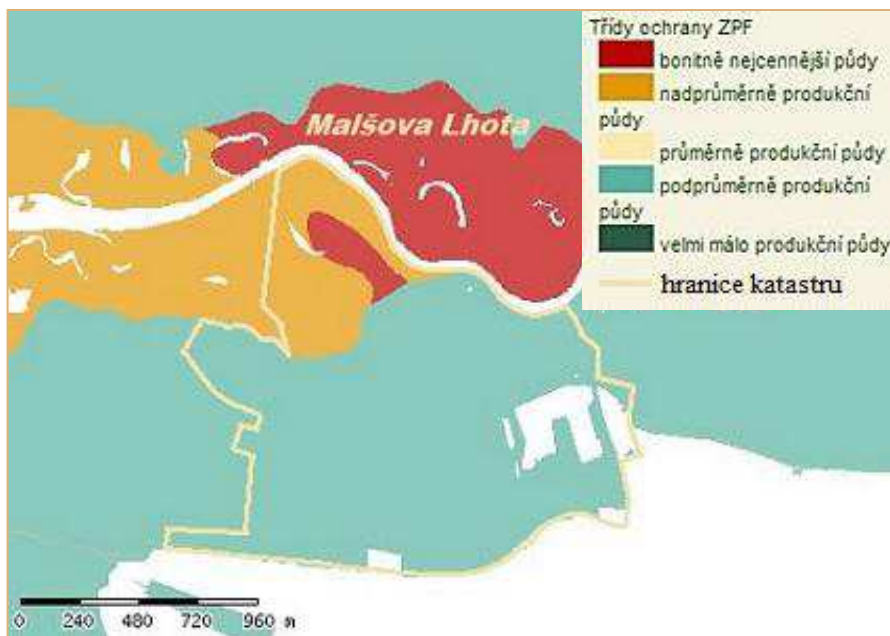 Třídy ochrany ZPF
bonitně nejcennější půdy
nadprůměrně produkční
půdy
průměrně produkční půdy
podprůměrně produkční
půdy
velmi málo produkční půdy
hranice katastru
Malšova Lhota
0 240 480 720 960 m